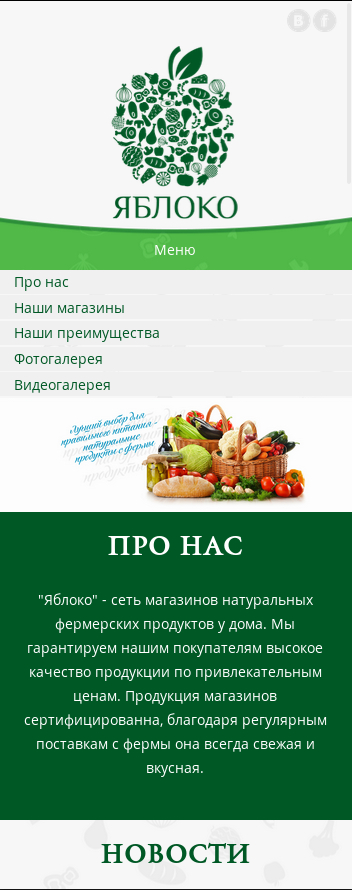 B f
ЯБЛОКО
Меню
Про нас
Наши магазины
Наши преимущества
Фотогалерея
Видеогалерея
Лучший выбор для
правильного питания -
натуральные
продукты с фермы
ПРО НАС
"Яблоко" - сеть магазинов натуральных
фермерских продуктов у дома. Мы
гарантируем нашим покупателям высокое
качество продукции по привлекательным
ценам. Продукция магазинов
сертифицированна, благодаря регулярным
поставкам с фермы она всегда свежая и
вкусная.
НОВОСТИ